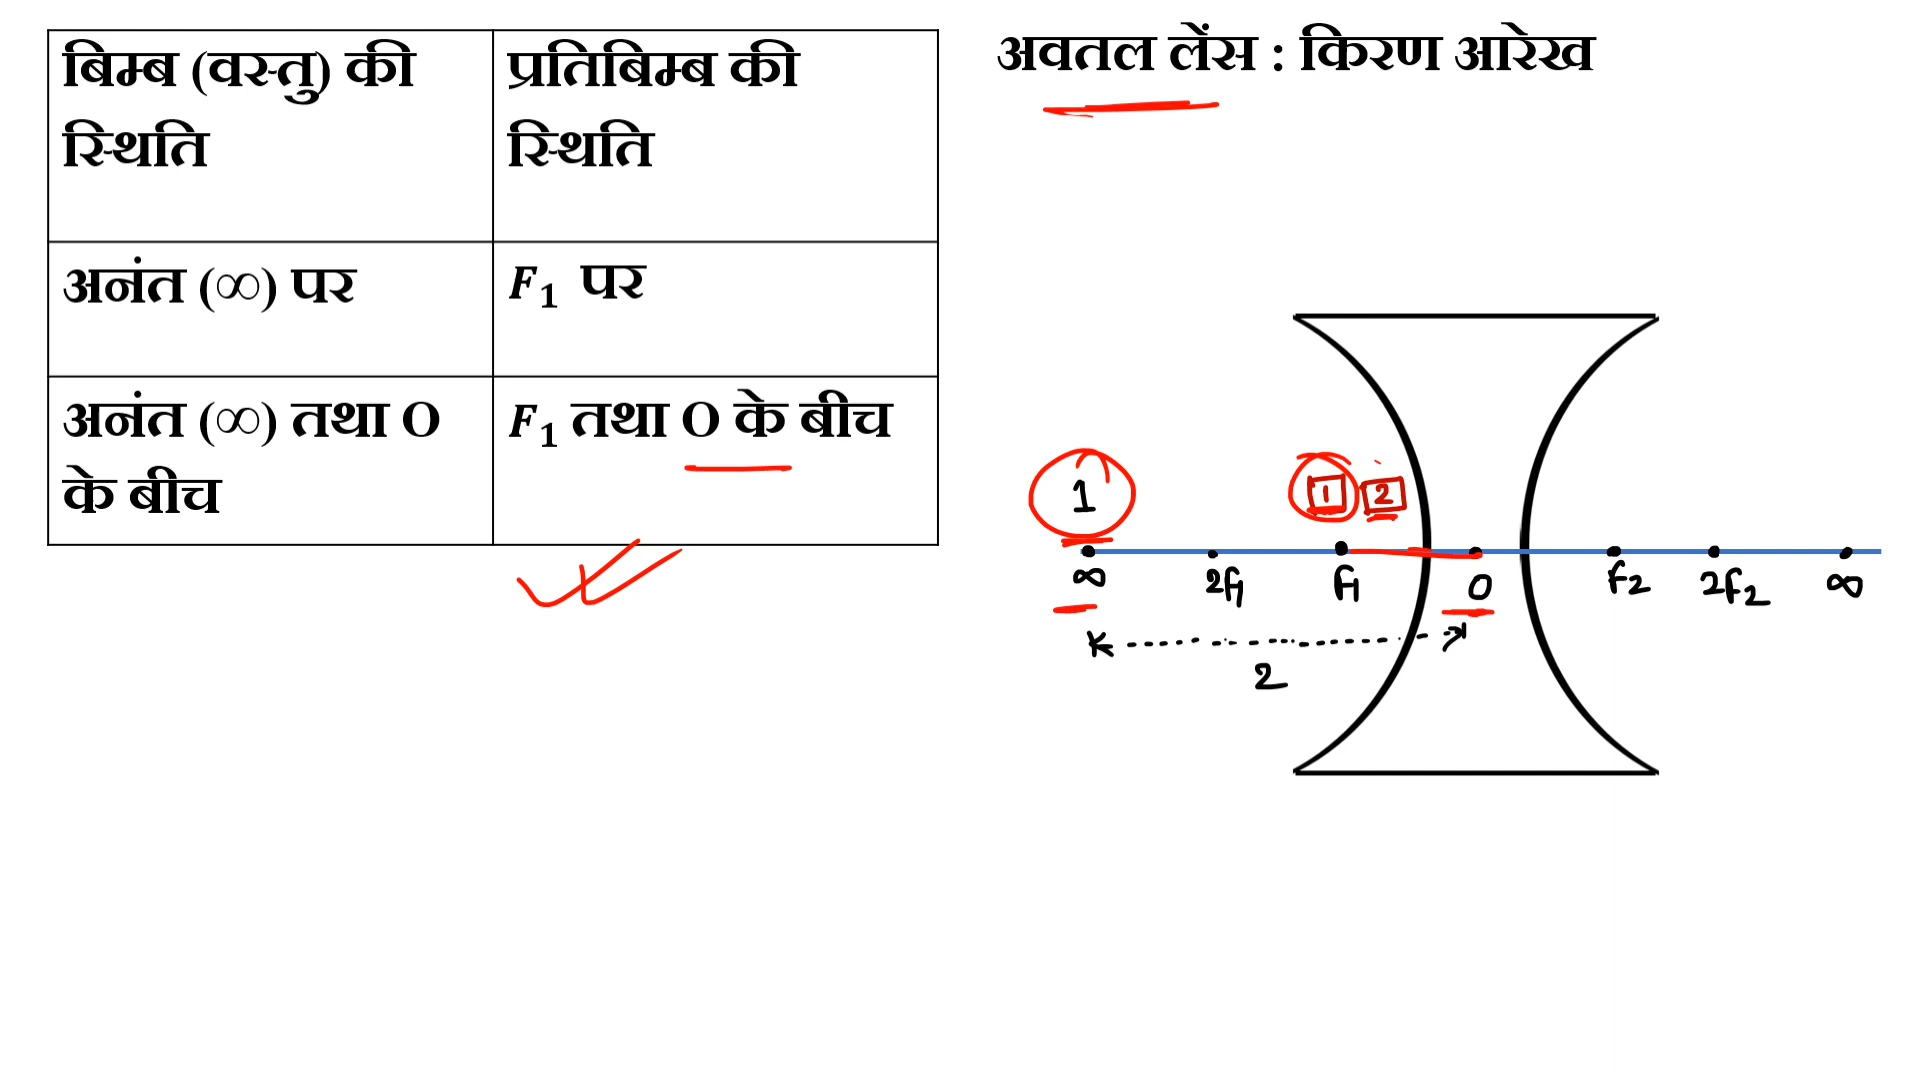 बिम्ब (वस्तु) की
स्थिति
प्रतिबिम्ब की
स्थिति
अनंत (∞) पर
F₁ पर
अनंत (∞) तथा O
के बीच
F₁ तथा O के बीच
अवतल लेंस : किरण आरेख
1
1 2
∞ 2F1 F1 O F2 2F2 ∞
2